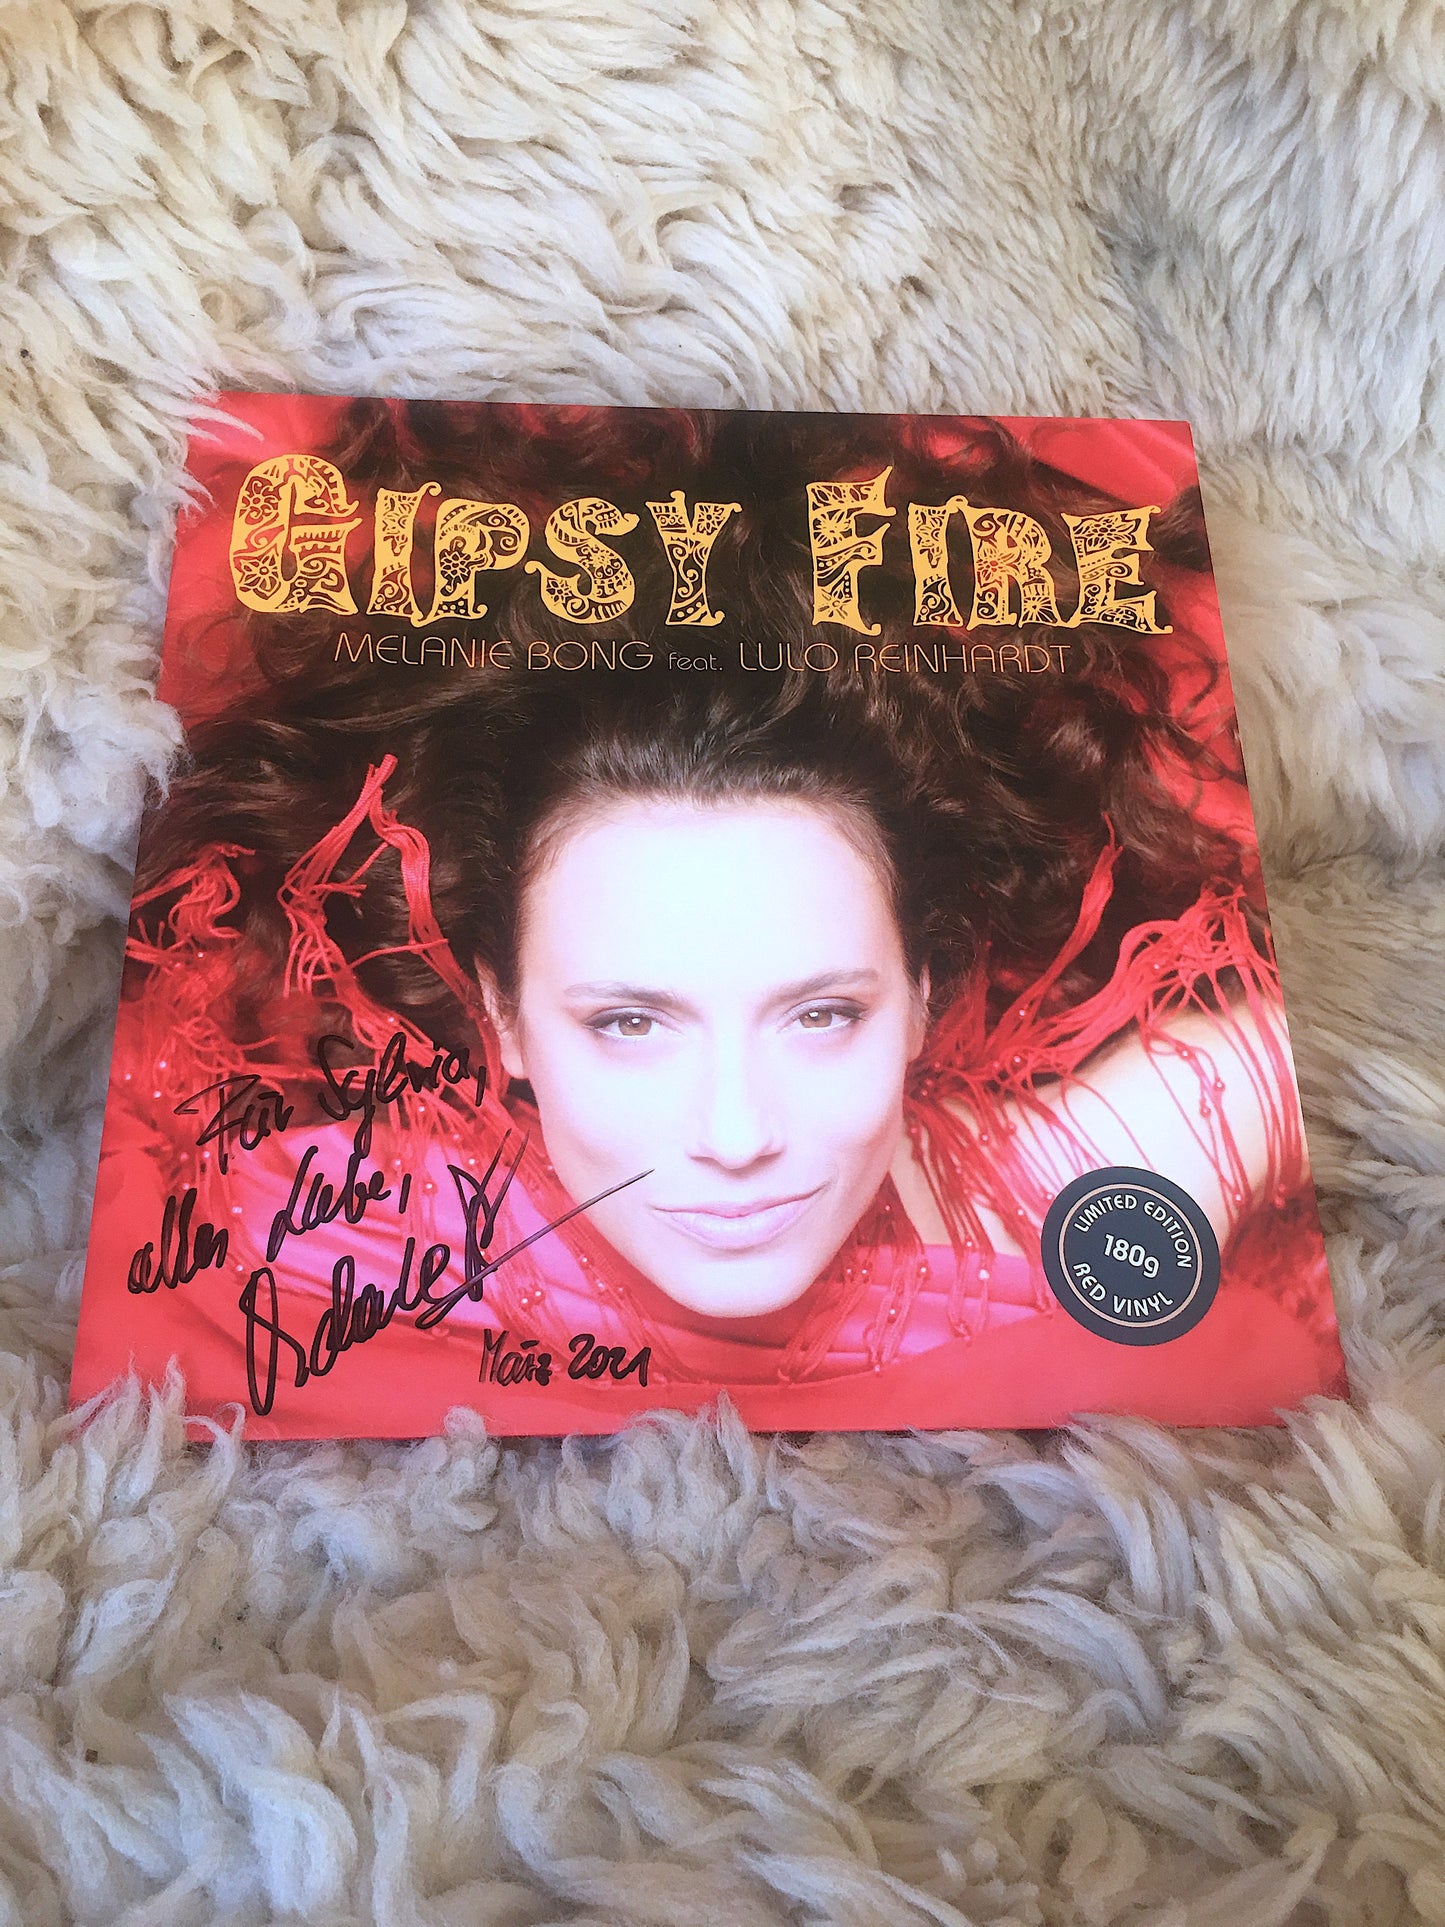 GIPSY FIRE
MELANIE BONG feat. LULO REINHARDT
Für Sylvia,
alles Liebe,
März 2021
LIMITED EDITION
180g
RED VINYL